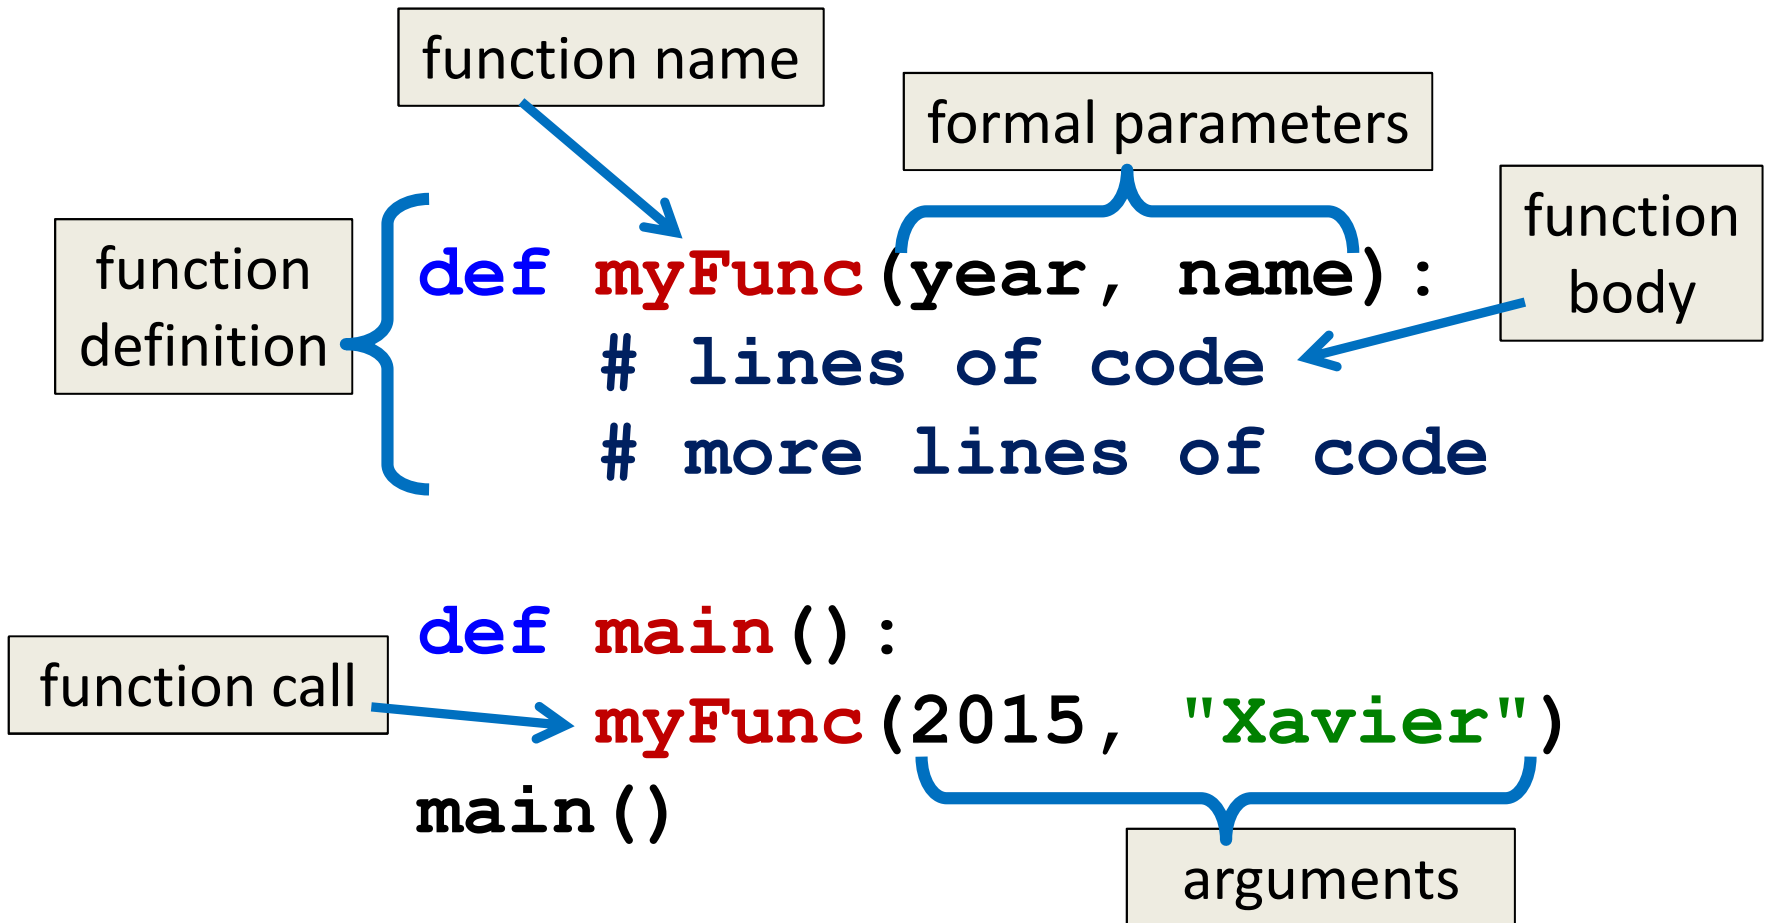 function name
formal parameters
function
body
function
definition
def myFunc(year, name):
# lines of code
# more lines of code
def main():
function call
myFunc(2015, "Xavier")
main()
arguments